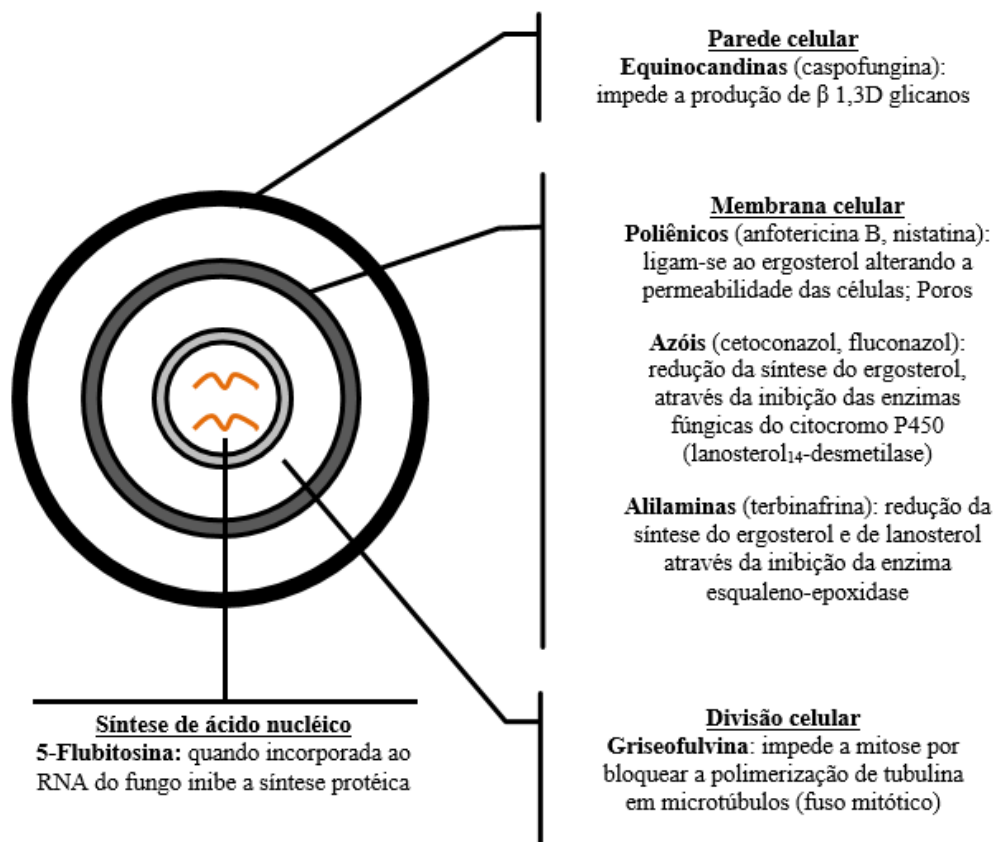 Parede celular
Equinocandinas (caspofungina):
impede a produção de β 1,3D glicanos
Membrana celular
Poliênicos (anfotericina B, nistatina):
ligam-se ao ergosterol alterando a
permeabilidade das células; Poros
Azóis (cetoconazol, fluconazol):
redução da síntese do ergosterol,
através da inibição das enzimas
fúngicas do citocromo P450
(lanosterol₁₄-desmetilase)
Alilaminas (terbinafrina): redução da
síntese do ergosterol e de lanosterol
através da inibição da enzima
esqualeno-epoxidase
Síntese de ácido nucléico
5-Flubitosina: quando incorporada ao
RNA do fungo inibe a síntese protéica
Divisão celular
Griseofulvina: impede a mitose por
bloquear a polimerização de tubulina
em microtúbulos (fuso mitótico)